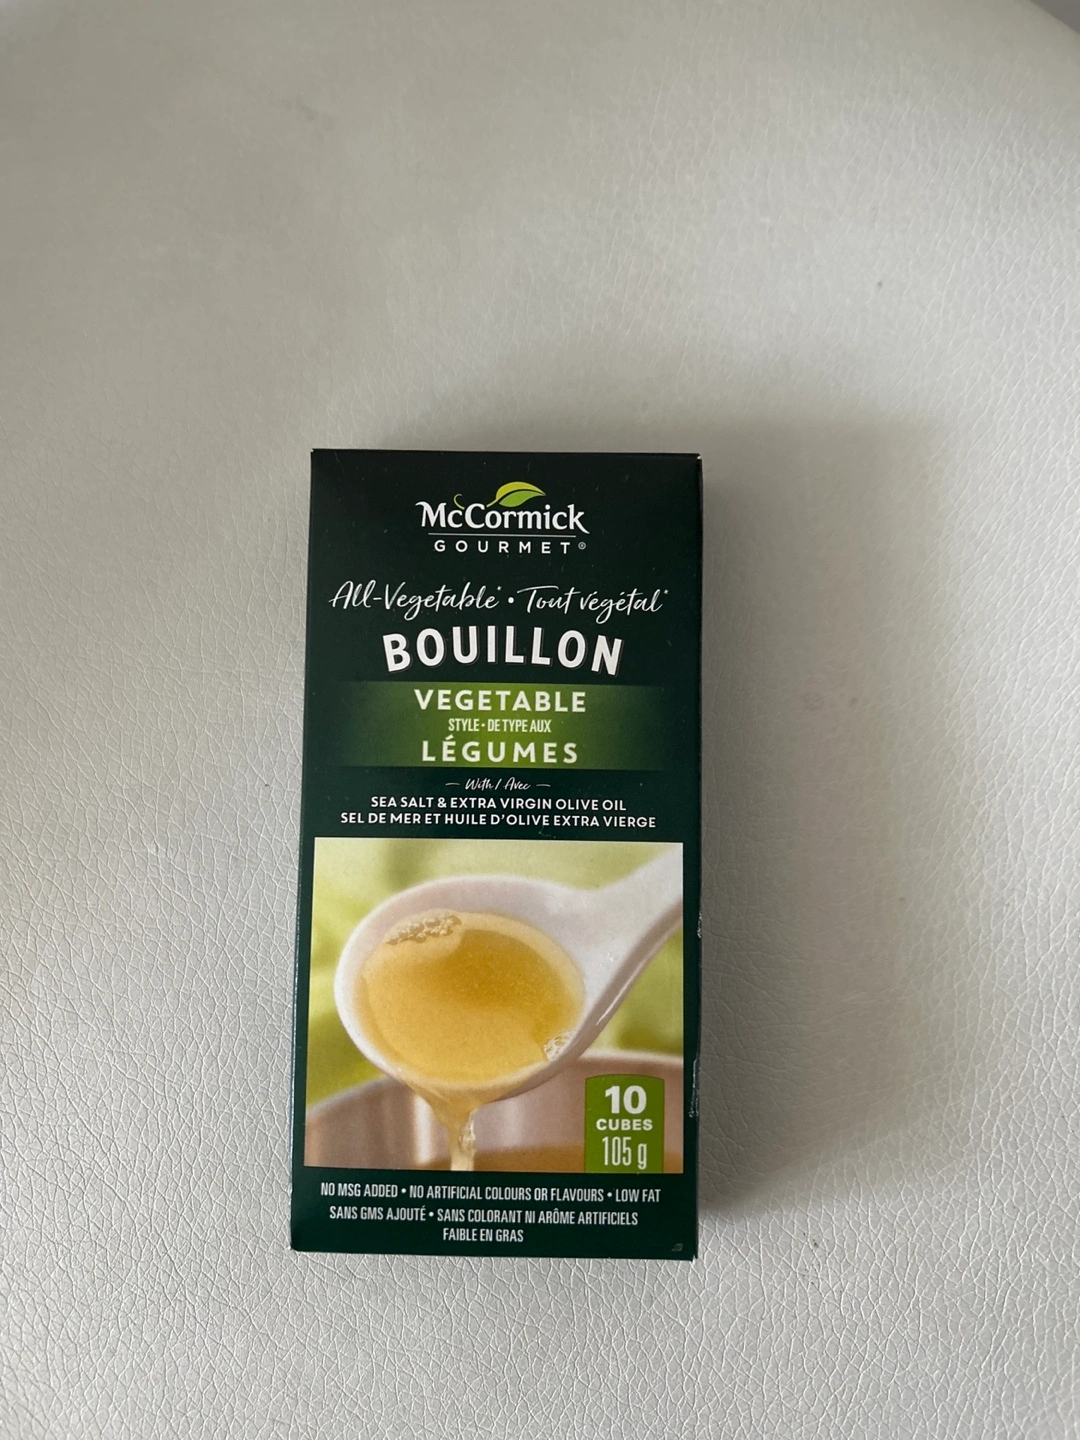 McCormick
GOURMET®
All-Vegetable* • Tout végétal*
BOUILLON
VEGETABLE
STYLE • DE TYPE AUX
LÉGUMES
With / Avec
SEA SALT & EXTRA VIRGIN OLIVE OIL
SEL DE MER ET HUILE D'OLIVE EXTRA VIERGE
10
CUBES
105 g
NO MSG ADDED • NO ARTIFICIAL COLOURS OR FLAVOURS • LOW FAT
SANS GMS AJOUTÉ • SANS COLORANT NI ARÔME ARTIFICIELS
FAIBLE EN GRAS